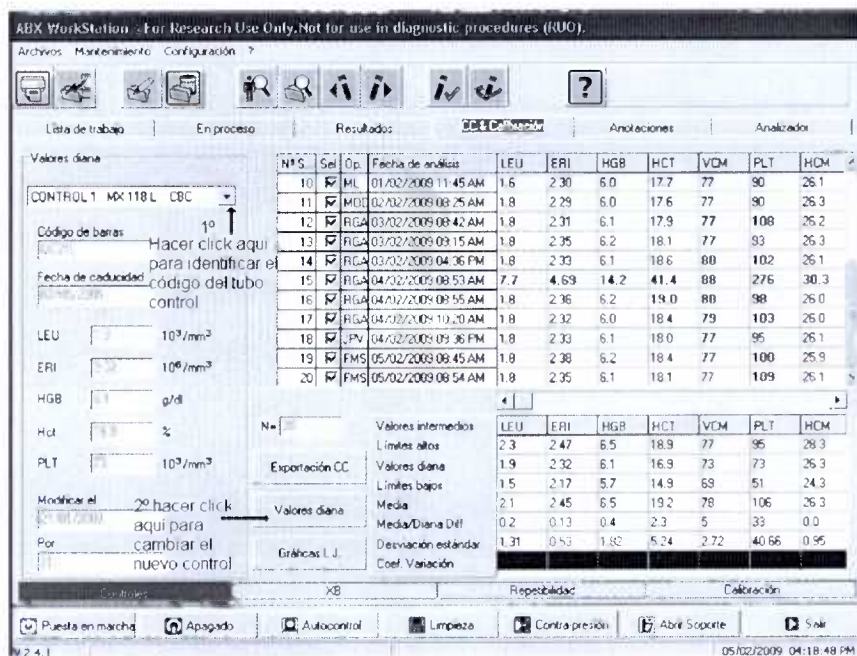 ABX WorkStation - For Research Use Only. Not for use in diagnostic procedures (RUO).
Archivos Mantenimiento Configuración ?
Lista de trabajo En proceso Resultados CC & Calibración Anotaciones Analizador
Valores diana
CONTROL 1 MX 118 L CBC
1º
Hacer click aqui
para identificar el
código del tubo
control
Código de barras
Fecha de caducidad
LEU 10³/mm³
ERI 10⁶/mm³
HGB g/dl
Hct %
PLT 10³/mm³
Modificar el
Por
2º hacer click
aqui para
cambiar el
nuevo control
NºS. Sel Op. Fecha de análisis LEU ERI HGB HCT VCM PLT HCM
10 ML 01/02/2009 11:45 AM 1.6 2.30 6.0 17.7 77 90 26.1
11 MDD 02/02/2009 08:25 AM 1.8 2.29 6.0 17.6 77 90 26.3
12 RGA 03/02/2009 08:42 AM 1.8 2.31 6.1 17.9 77 108 26.2
13 RGA 03/02/2009 09:15 AM 1.8 2.35 6.2 18.1 77 93 26.3
14 RGA 03/02/2009 04:36 PM 1.8 2.33 6.1 18.6 80 102 26.1
15 RGA 04/02/2009 08:53 AM 7.7 4.69 14.2 41.4 88 276 30.3
16 RGA 04/02/2009 08:55 AM 1.8 2.36 6.2 19.0 80 98 26.0
17 RGA 04/02/2009 10:20 AM 1.8 2.32 6.0 18.4 79 103 26.0
18 JPV 04/02/2009 09:36 PM 1.8 2.33 6.1 18.0 77 95 26.1
19 FMS 05/02/2009 08:45 AM 1.8 2.38 6.2 18.4 77 100 25.9
20 FMS 05/02/2009 08:54 AM 1.8 2.35 6.1 18.1 77 109 26.1
N=
Exportación CC
Valores diana
Gráficas L.J.
LEU ERI HGB HCT VCM PLT HCM
Valores intermedios 2.3 2.47 6.5 18.9 77 95 28.3
Límites altos 1.9 2.32 6.1 16.9 73 73 26.3
Valores diana 1.5 2.17 5.7 14.9 69 51 24.3
Límites bajos 2.1 2.45 6.5 19.2 78 106 26.3
Media 0.2 0.13 0.4 2.3 5 33 0.0
Media/Diana Diff 1.31 0.53 1.82 5.24 2.72 40.66 0.95
Desviación estándar
Coef. Variación
Controles XB Repetibilidad Calibración
Puesta en marcha Apagado Autocontrol Limpieza Contra-presión Abrir Soporte Salir
V 2.4.1 05/02/2009 04:18:48 PM